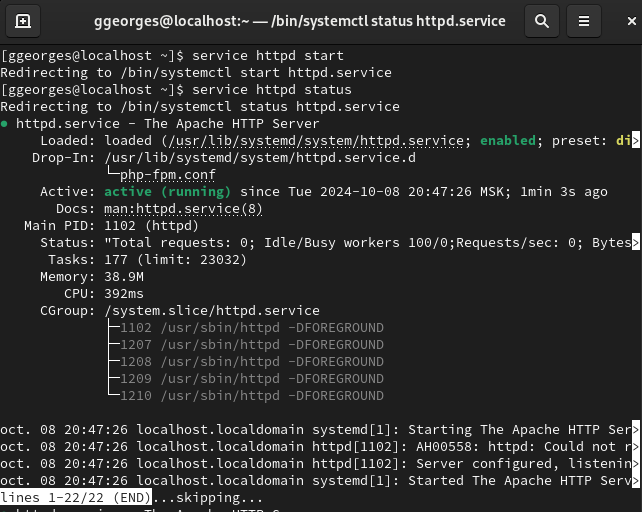 ggeorges@localhost:~ — /bin/systemctl status httpd.service
[ggeorges@localhost ~]$ service httpd start
Redirecting to /bin/systemctl start httpd.service
[ggeorges@localhost ~]$ service httpd status
Redirecting to /bin/systemctl status httpd.service
● httpd.service - The Apache HTTP Server
     Loaded: loaded (/usr/lib/systemd/system/httpd.service; enabled; preset: di>
    Drop-In: /usr/lib/systemd/system/httpd.service.d
             └─php-fpm.conf
     Active: active (running) since Tue 2024-10-08 20:47:26 MSK; 1min 3s ago
       Docs: man:httpd.service(8)
   Main PID: 1102 (httpd)
     Status: "Total requests: 0; Idle/Busy workers 100/0;Requests/sec: 0; Bytes>
      Tasks: 177 (limit: 23032)
     Memory: 38.9M
        CPU: 392ms
     CGroup: /system.slice/httpd.service
             ├─1102 /usr/sbin/httpd -DFOREGROUND
             ├─1207 /usr/sbin/httpd -DFOREGROUND
             ├─1208 /usr/sbin/httpd -DFOREGROUND
             ├─1209 /usr/sbin/httpd -DFOREGROUND
             └─1210 /usr/sbin/httpd -DFOREGROUND
oct. 08 20:47:26 localhost.localdomain systemd[1]: Starting The Apache HTTP Ser>
oct. 08 20:47:26 localhost.localdomain httpd[1102]: AH00558: httpd: Could not r>
oct. 08 20:47:26 localhost.localdomain httpd[1102]: Server configured, listenin>
oct. 08 20:47:26 localhost.localdomain systemd[1]: Started The Apache HTTP Serv>
lines 1-22/22 (END)...skipping...